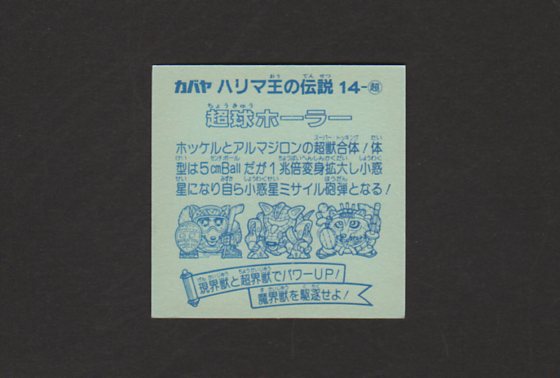 カバヤ ハリマ王の伝説 14-超
超球ホーラー
ホッケルとアルマジロンの超獣合体!体
型は5cmBallだが1兆倍変身拡大し小惑
星になり自ら小惑星ミサイル砲弾となる!
現界獣と超界獣でパワーUP!
魔界獣を駆逐せよ!